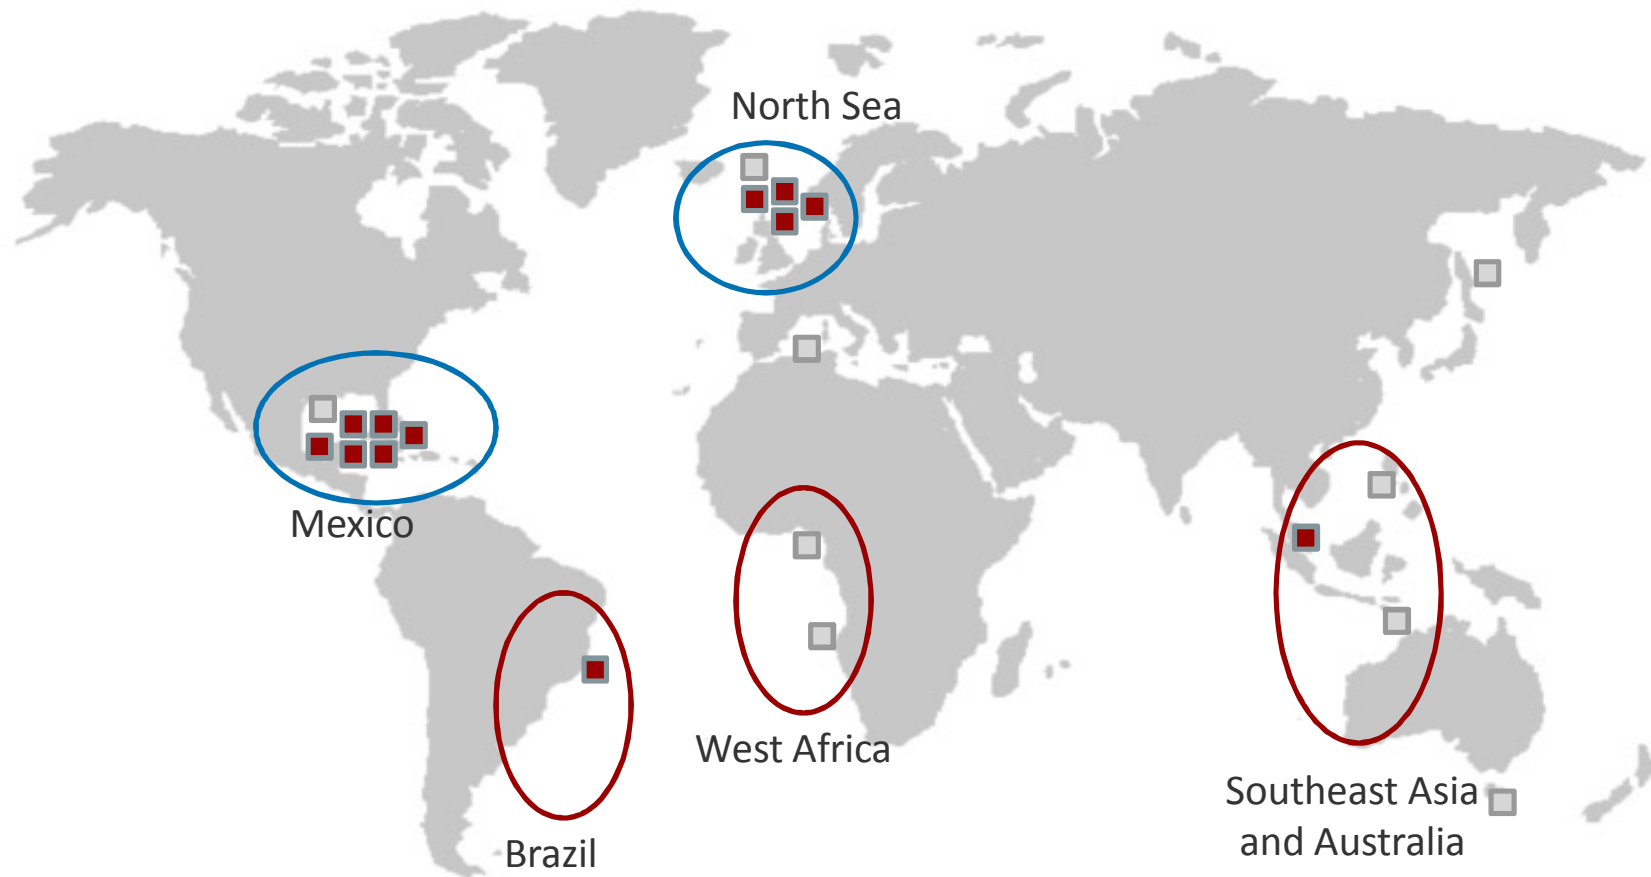 North Sea
Mexico
West Africa
Southeast Asia
and Australia
Brazil